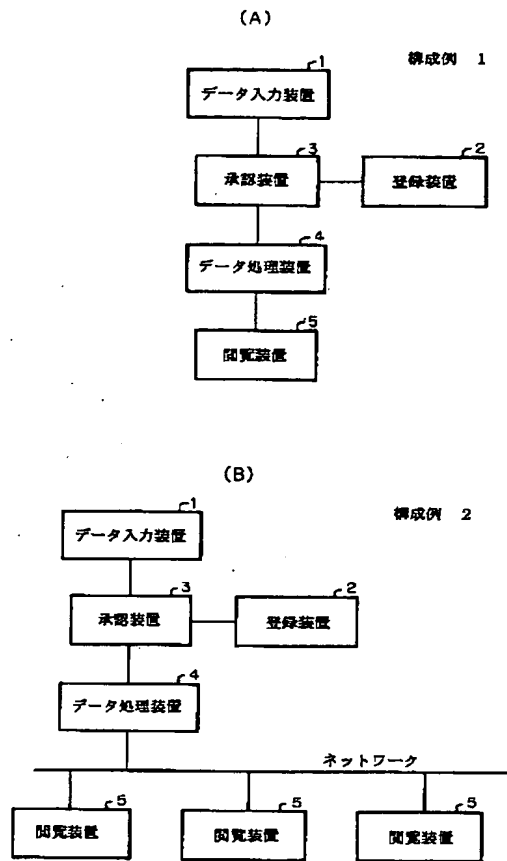 (A)
構成例 1
1
データ入力装置
3
承認装置
2
登録装置
4
データ処理装置
5
閲覧装置
(B)
構成例 2
1
データ入力装置
3
承認装置
2
登録装置
4
データ処理装置
ネットワーク
5
閲覧装置
5
閲覧装置
5
閲覧装置